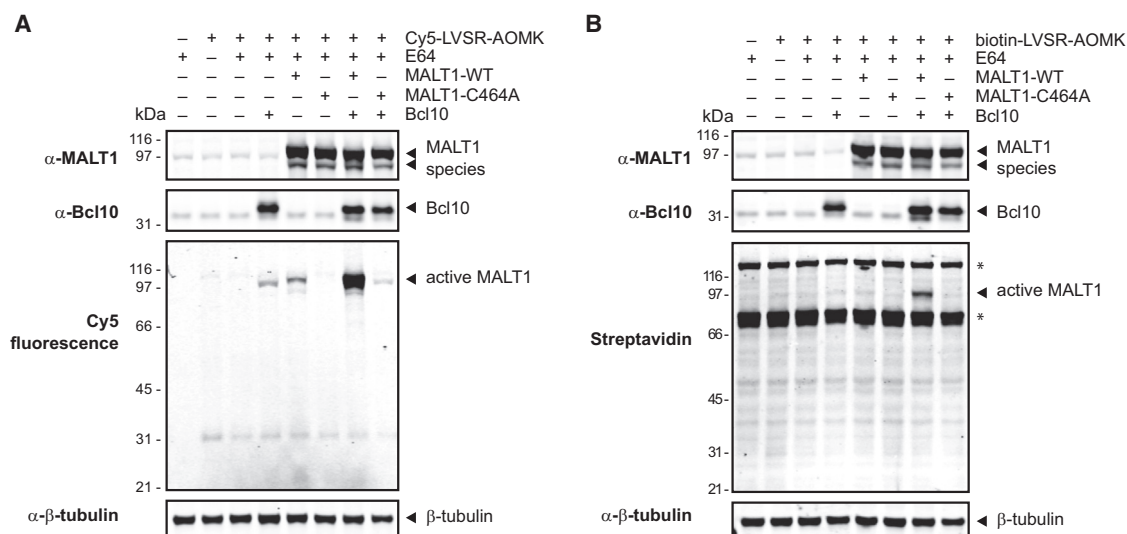 A
– + + + + + + + Cy5-LVSR-AOMK
+ – + + + + + + E64
– – – – + – + – MALT1-WT
– – – – – + – + MALT1-C464A
kDa – – – + – – + + Bcl10
α-MALT1 116 - 97 - MALT1 species
α-Bcl10 31 - Bcl10
Cy5 fluorescence
116 -
97 - active MALT1
66 -
45 -
31 -
21 -
α-β-tubulin β-tubulin
B
– + + + + + + + biotin-LVSR-AOMK
+ – + + + + + + E64
– – – – + – + – MALT1-WT
– – – – – + – + MALT1-C464A
kDa – – – + – – + + Bcl10
α-MALT1 116 - 97 - MALT1 species
α-Bcl10 31 - Bcl10
Streptavidin
*
116 -
97 - active MALT1
*
66 -
45 -
31 -
21 -
α-β-tubulin β-tubulin